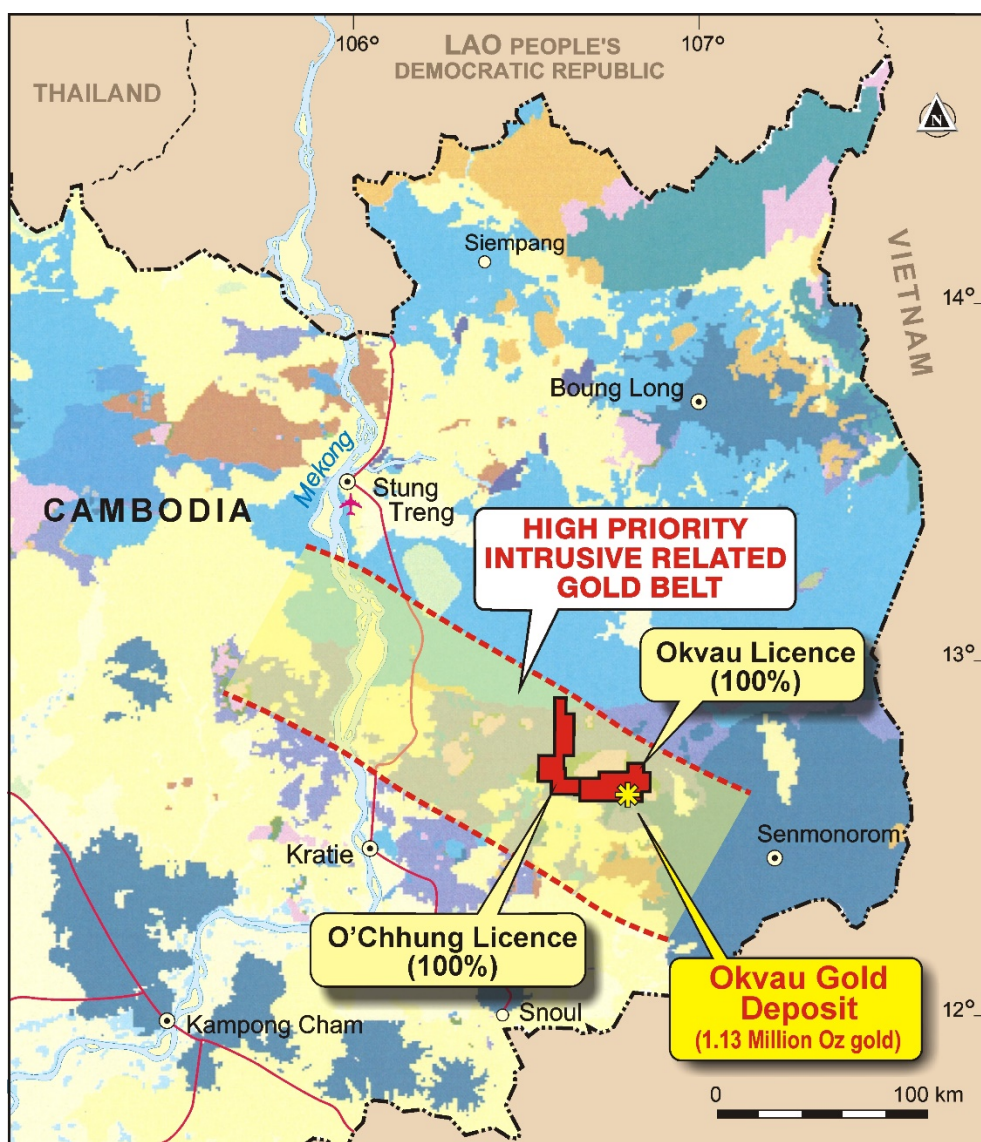 106°
107°
LAO PEOPLE'S
DEMOCRATIC REPUBLIC
THAILAND
N
Siempang
VIETNAM
14°
Boung Long
Mekong
Stung
Treng
CAMBODIA
HIGH PRIORITY
INTRUSIVE RELATED
GOLD BELT
Okvau Licence
(100%)
13°
Kratie
Senmonorom
O'Chhung Licence
(100%)
Okvau Gold
Deposit
(1.13 Million Oz gold)
Snoul
12°
Kampong Cham
0
100 km